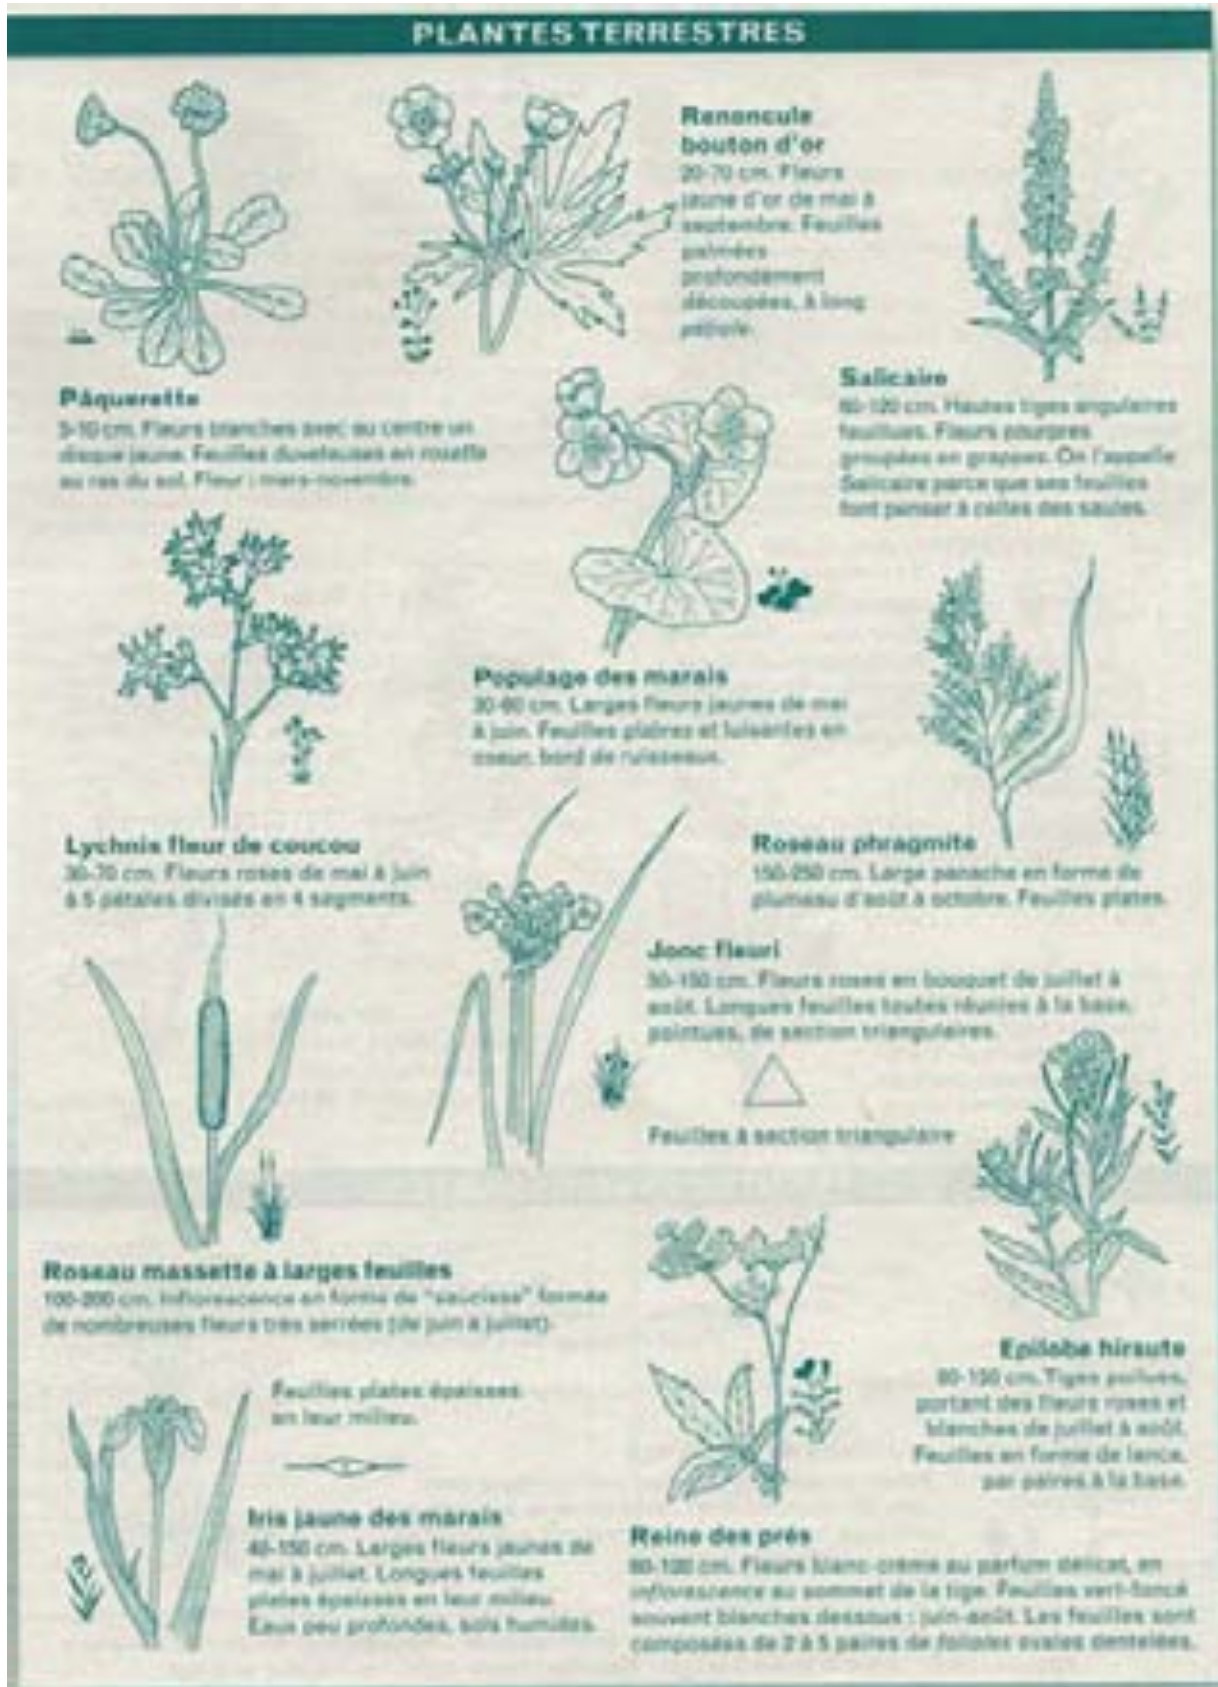 PLANTES TERRESTRES
Renoncule
bouton d'or
20-70 cm. Fleurs
jaune d'or de mai à
septembre. Feuilles
palmées
profondément
découpées, à long
pétiole.
Pâquerette
5-10 cm. Fleurs blanches avec au centre un
disque jaune. Feuilles duveteuses en rosette
au ras du sol. Fleur : mars-novembre.
Salicaire
60-120 cm. Hautes tiges angulaires
feuillues. Fleurs pourpres
groupées en grappes. On l'appelle
Salicaire parce que ses feuilles
font penser à celles des saules.
Populage des marais
30-60 cm. Larges fleurs jaunes de mai
à juin. Feuilles et luisantes en
coeur, bord de ruisseaux.
Lychnis fleur de coucou
30-70 cm. Fleurs roses de mai à juin
à 5 pétales divisés en 4 segments.
Roseau phragmite
150-250 cm. Large panache en forme de
plumeau d'août à octobre. Feuilles plates.
Jonc fleuri
50-150 cm. Fleurs roses en bouquet de juillet à
août. Longues feuilles toutes réunies à la base,
pointues, de section triangulaires.
Feuilles à section triangulaire
Roseau massette à larges feuilles
100-200 cm. Inflorescence en forme de "saucisse" formée
de nombreuses fleurs très serrées (de juin à juillet).
Epilobe hirsute
80-150 cm. Tiges poilues,
portant des fleurs roses et
blanches de juillet à août.
Feuilles en forme de lance,
par paires à la base.
Feuilles plates épaisses
en leur milieu.
Iris jaune des marais
40-150 cm. Larges fleurs jaunes de
mai à juillet. Longues feuilles
plates épaisses en leur milieu.
Eaux peu profondes, sols humides.
Reine des prés
60-100 cm. Fleurs blanc-crème au parfum délicat, en
inflorescence au sommet de la tige. Feuilles vert-foncé
souvent blanches dessous : juin-août. Les feuilles sont
composées de 2 à 5 paires de folioles ovales dentelées.